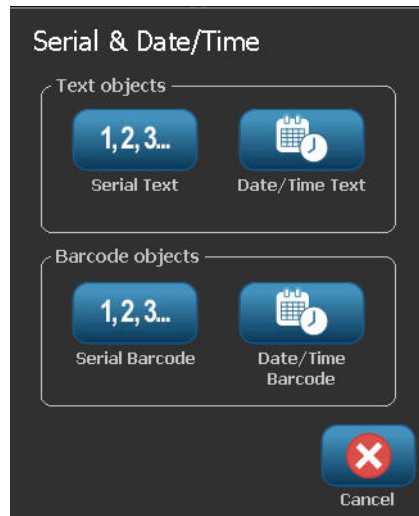 Serial & Date/Time
Text objects
1, 2, 3...
Serial Text
Date/Time Text
Barcode objects
1, 2, 3...
Serial Barcode
Date/Time
Barcode
Cancel